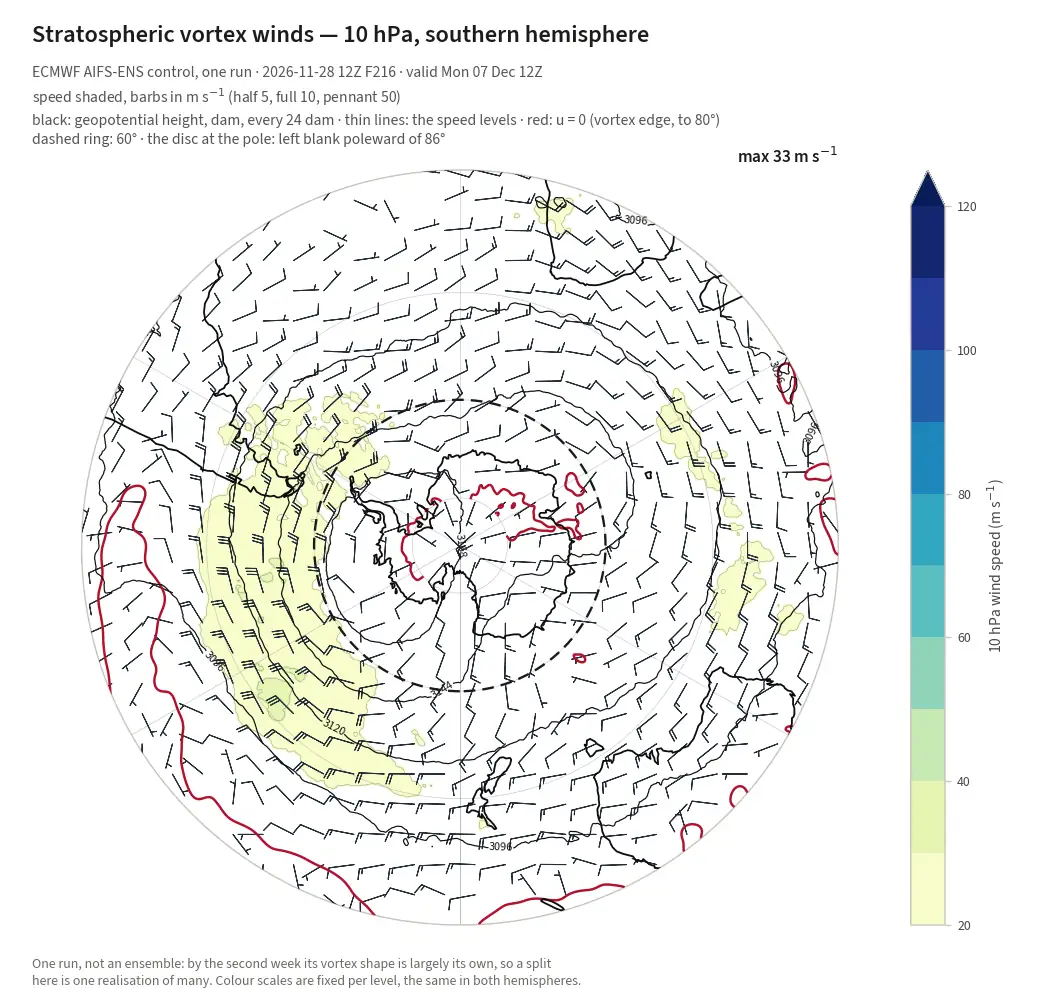 Stratospheric vortex winds — 10 hPa, southern hemisphere
ECMWF AIFS-ENS control, one run · 2026-11-28 12Z F216 · valid Mon 07 Dec 12Z
speed shaded, barbs in m s⁻¹ (half 5, full 10, pennant 50)
black: geopotential height, dam, every 24 dam · thin lines: the speed levels · red: u = 0 (vortex edge, to 80°)
dashed ring: 60° · the disc at the pole: left blank poleward of 86°
max 33 m s⁻¹
120
100
80
60
40
20
10 hPa wind speed (m s⁻¹)
3096
3096
3096
3096
3120
3096
One run, not an ensemble: by the second week its vortex shape is largely its own, so a split
here is one realisation of many. Colour scales are fixed per level, the same in both hemispheres.